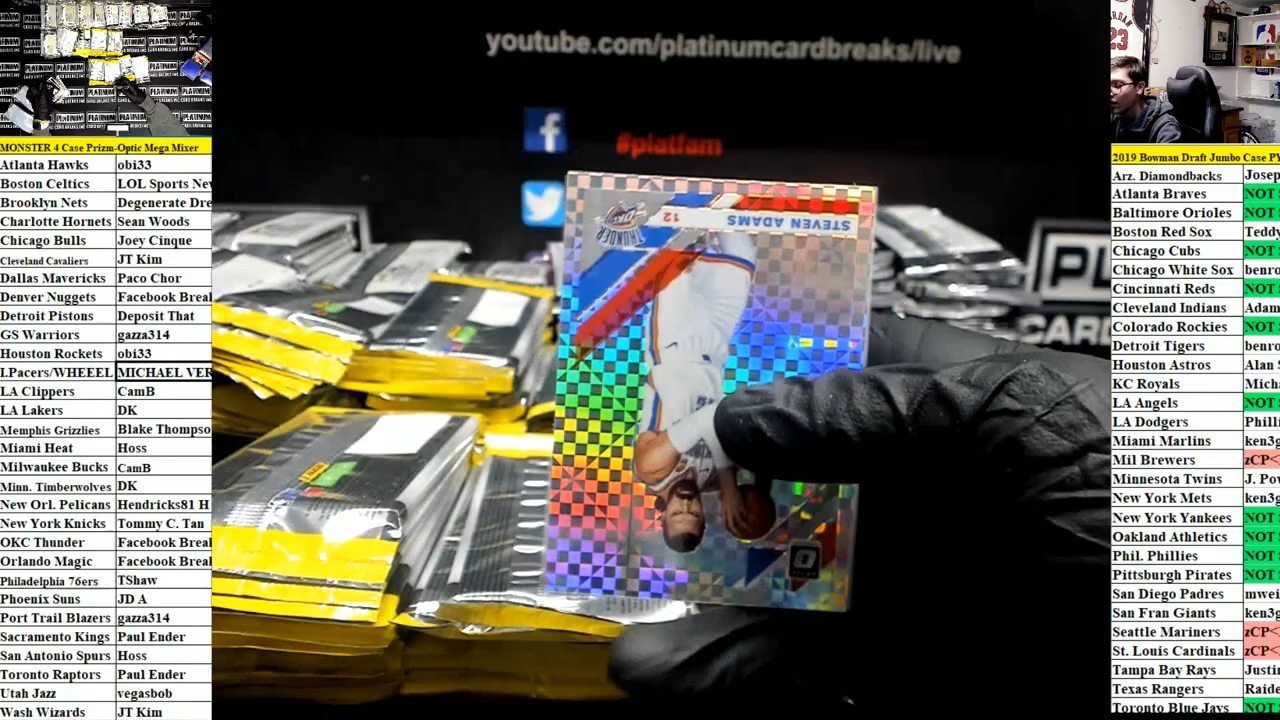 youtube.com/platinumcardbreaks/live
#platfam
STEVEN ADAMS
12
THUNDER
MONSTER 4 Case Prizm-Optic Mega Mixer
Atlanta Hawks obi33
Boston Celtics LOL Sports Nev
Brooklyn Nets Degenerate Dre
Charlotte Hornets Sean Woods
Chicago Bulls Joey Cinque
Cleveland Cavaliers JT Kim
Dallas Mavericks Paco Chor
Denver Nuggets Facebook Breal
Detroit Pistons Deposit That
GS Warriors gazza314
Houston Rockets obi33
I.Pacers/WHEEEL MICHAEL VER
LA Clippers CamB
LA Lakers DK
Memphis Grizzlies Blake Thompso
Miami Heat Hoss
Milwaukee Bucks CamB
Minn. Timberwolves DK
New Orl. Pelicans Hendricks81 H
New York Knicks Tommy C. Tan
OKC Thunder Facebook Breal
Orlando Magic Facebook Breal
Philadelphia 76ers TShaw
Phoenix Suns JD A
Port Trail Blazers gazza314
Sacramento Kings Paul Ender
San Antonio Spurs Hoss
Toronto Raptors Paul Ender
Utah Jazz vegasbob
Wash Wizards JT Kim
2019 Bowman Draft Jumbo Case PY
Arz. Diamondbacks Josep
Atlanta Braves NOT
Baltimore Orioles NOT
Boston Red Sox Teddy
Chicago Cubs NOT
Chicago White Sox benro
Cincinnati Reds NOT
Cleveland Indians Adam
Colorado Rockies NOT
Detroit Tigers benro
Houston Astros Alan S
KC Royals Micha
LA Angels NOT
LA Dodgers Philli
Miami Marlins ken3g
Mil Brewers zCP<
Minnesota Twins J. Pov
New York Mets ken3g
New York Yankees NOT
Oakland Athletics NOT
Phil. Phillies NOT
Pittsburgh Pirates NOT
San Diego Padres mwei
San Fran Giants ken3g
Seattle Mariners zCP<
St. Louis Cardinals zCP<
Tampa Bay Rays Justin
Texas Rangers Raide
Toronto Blue Jays NOT